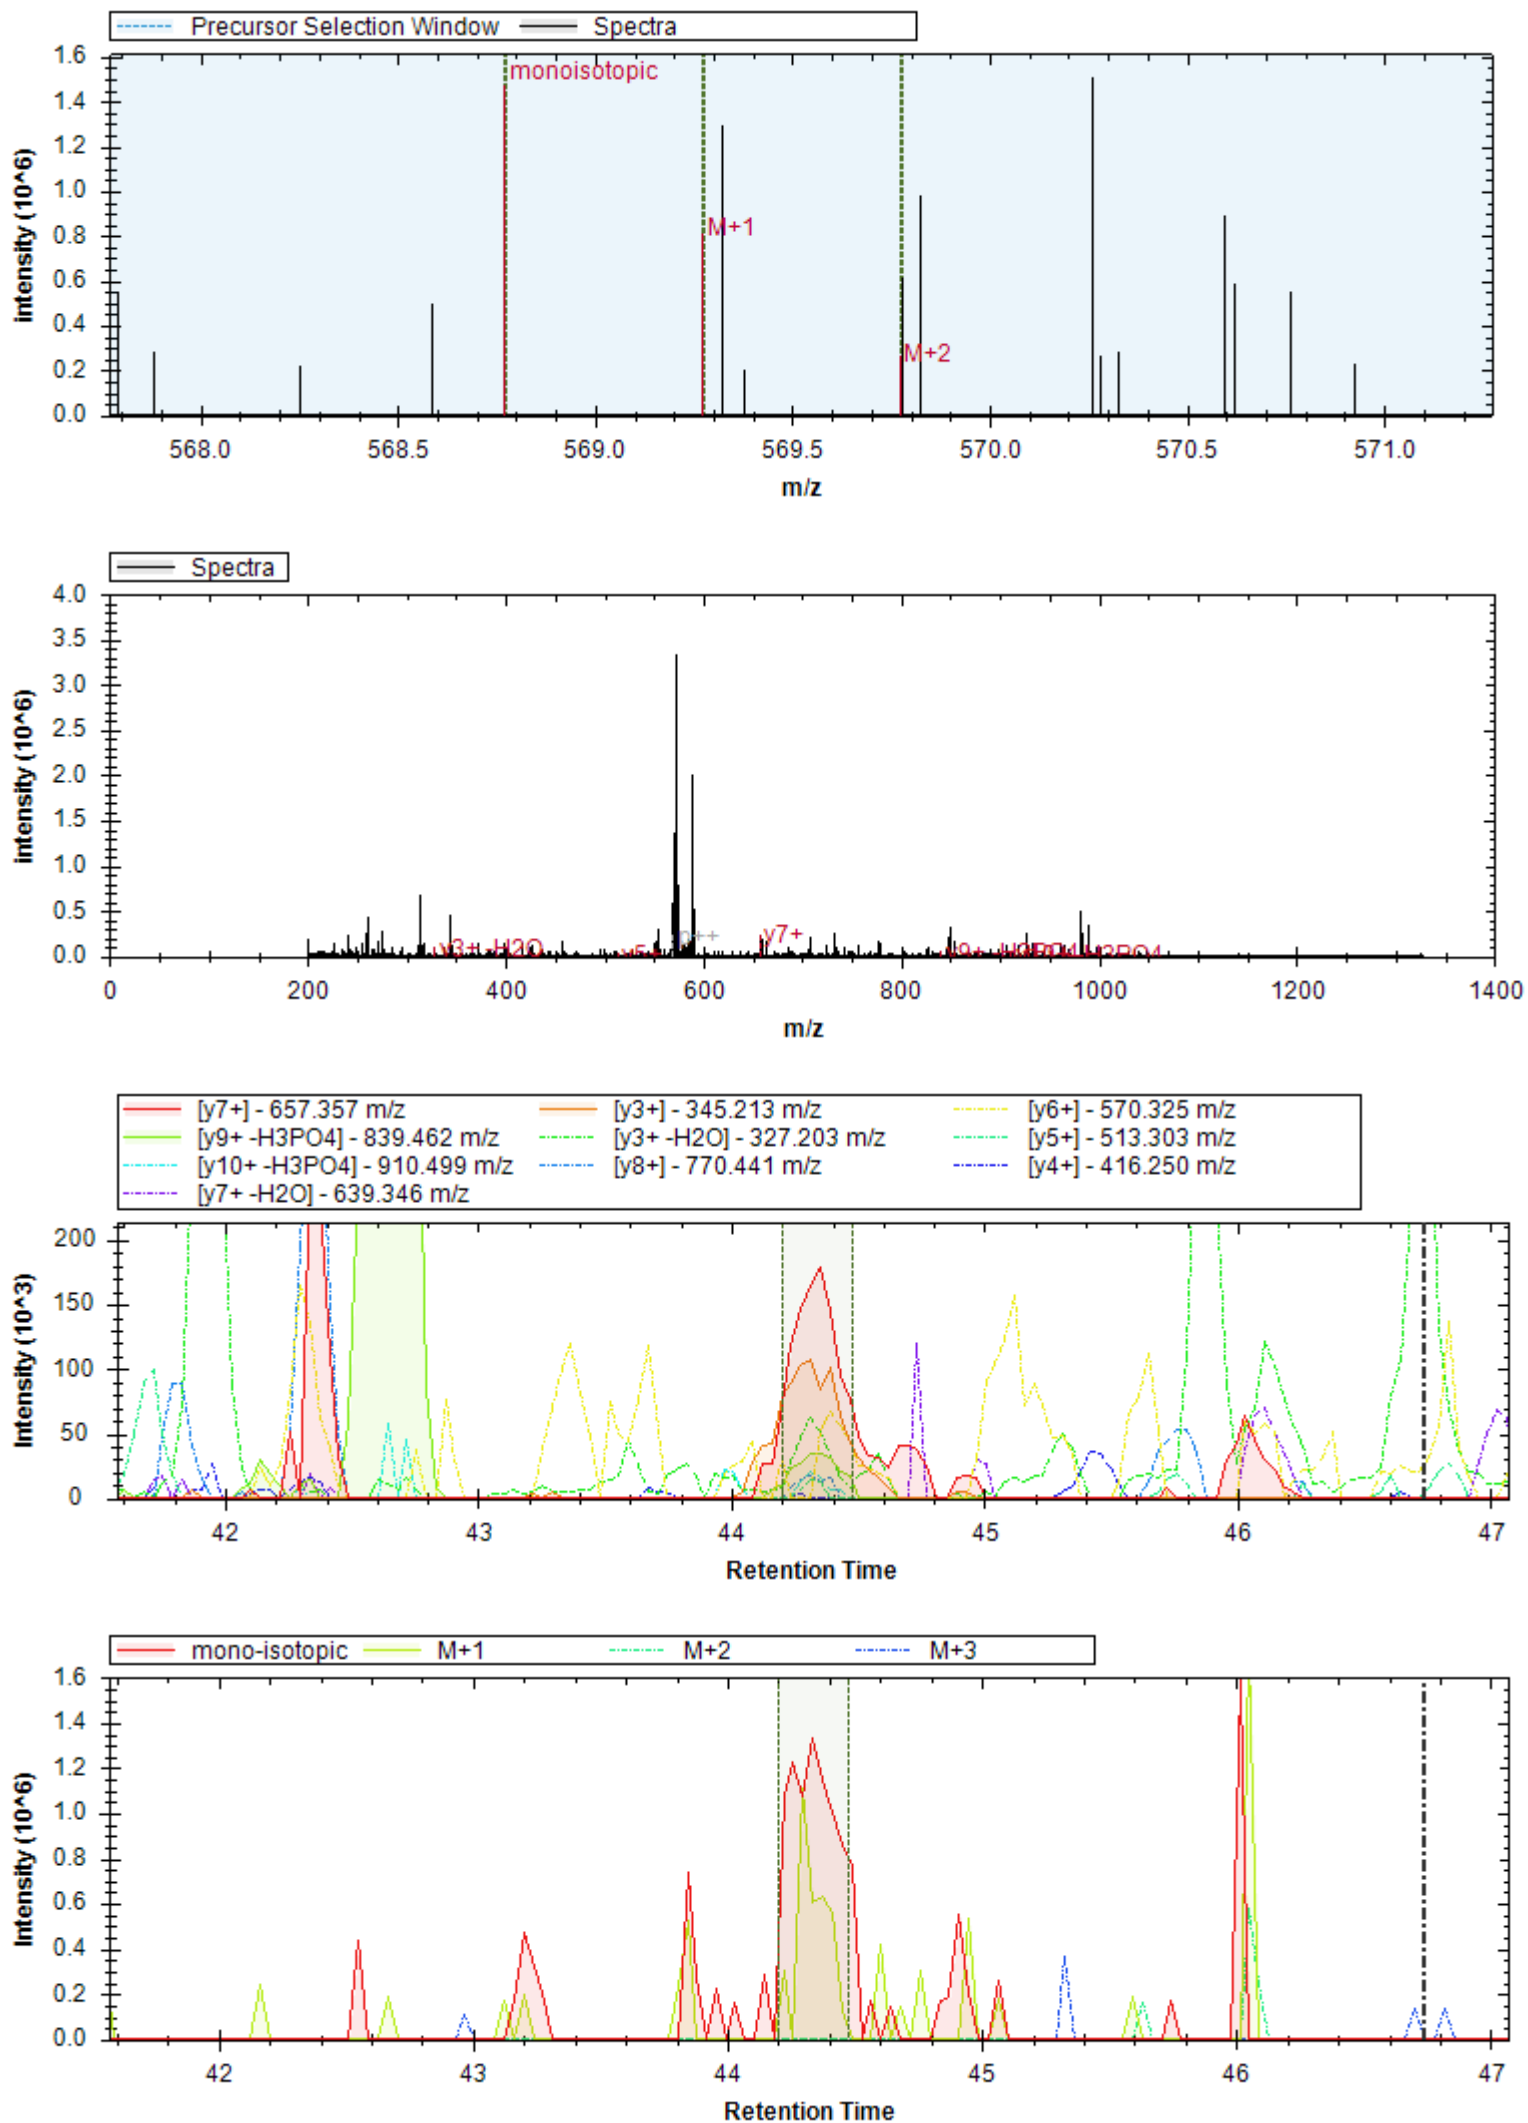 Precursor Selection Window Spectra
1.6
1.4
1.2
1.0
0.8
0.6
0.4
0.2
0.0
intensity (10^6)
monoisotopic
M+1
M+2
568.0 568.5 569.0 569.5 570.0 570.5 571.0
m/z
Spectra
4.0
3.5
3.0
2.5
2.0
1.5
1.0
0.5
0.0
intensity (10^6)
y3+ -H2O y5+ p++ y7+ y9+ -H3PO4
0 200 400 600 800 1000 1200 1400
m/z
[y7+] - 657.357 m/z [y3+] - 345.213 m/z [y6+] - 570.325 m/z
[y9+ -H3PO4] - 839.462 m/z [y3+ -H2O] - 327.203 m/z [y5+] - 513.303 m/z
[y10+ -H3PO4] - 910.499 m/z [y8+] - 770.441 m/z [y4+] - 416.250 m/z
[y7+ -H2O] - 639.346 m/z
200
150
100
50
0
Intensity (10^3)
42 43 44 45 46 47
Retention Time
mono-isotopic M+1 M+2 M+3
1.6
1.4
1.2
1.0
0.8
0.6
0.4
0.2
0.0
Intensity (10^6)
42 43 44 45 46 47
Retention Time